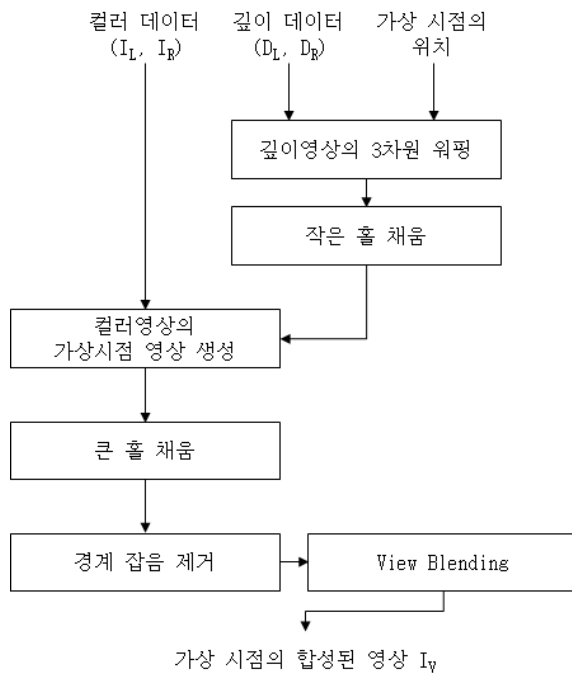 컬러 데이터
(I_L, I_R)
깊이 데이터
(D_L, D_R)
가상 시점의
위치
깊이영상의 3차원 워핑
작은 홀 채움
컬러영상의
가상시점 영상 생성
큰 홀 채움
경계 잡음 제거
View Blending
가상 시점의 합성된 영상 I_V